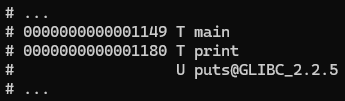 # ...
# 0000000000001149 T main
# 0000000000001180 T print
#                  U puts@GLIBC_2.2.5
# ...